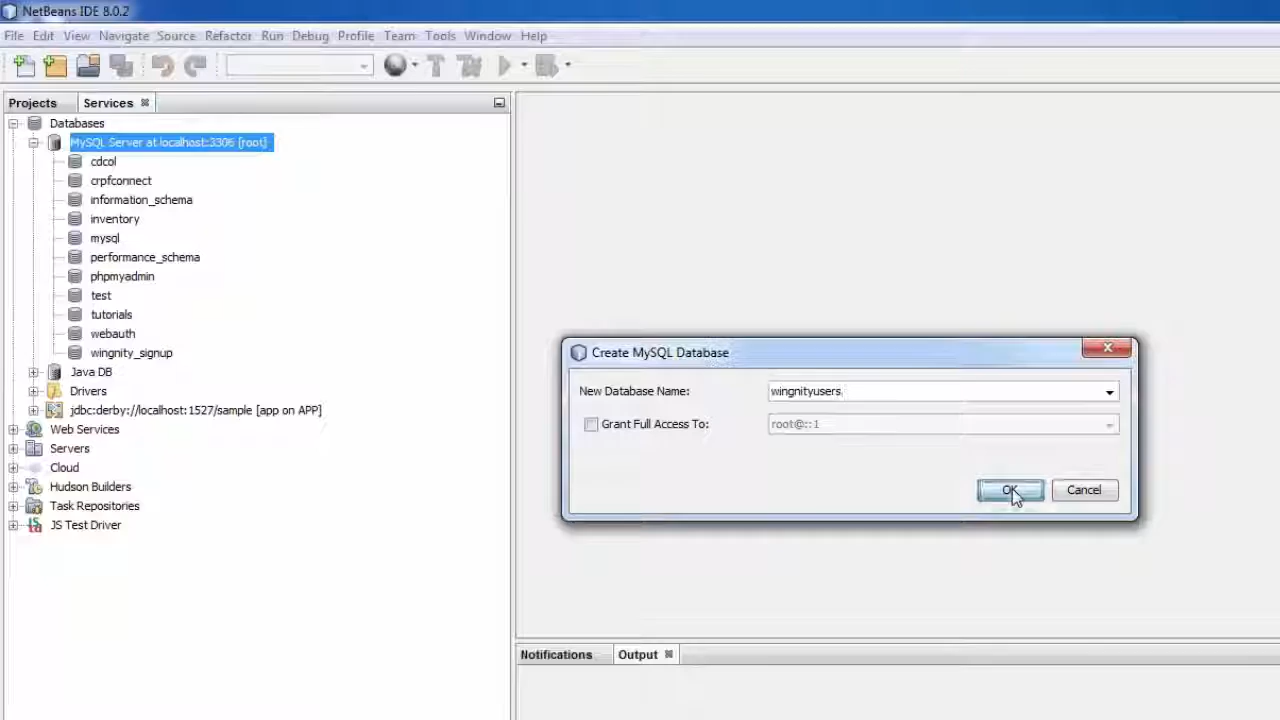 NetBeans IDE 8.0.2
File Edit View Navigate Source Refactor Run Debug Profile Team Tools Window Help
Projects Services
Databases
MySQL Server at localhost:3306 [root]
cdcol
crpfconnect
information_schema
inventory
mysql
performance_schema
phpmyadmin
test
tutorials
webauth
wingnity_signup
Java DB
Drivers
jdbc:derby://localhost:1527/sample [app on APP]
Web Services
Servers
Cloud
Hudson Builders
Task Repositories
JS Test Driver
Create MySQL Database
New Database Name: wingnityusers
Grant Full Access To: root@::1
OK Cancel
Notifications Output